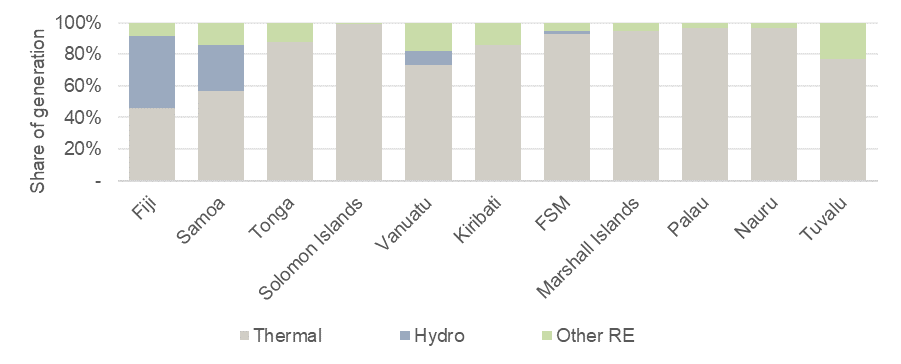 Share of generation
100%
80%
60%
40%
20%
-
Fiji
Samoa
Tonga
Solomon Islands
Vanuatu
Kiribati
FSM
Marshall Islands
Palau
Nauru
Tuvalu
Thermal
Hydro
Other RE